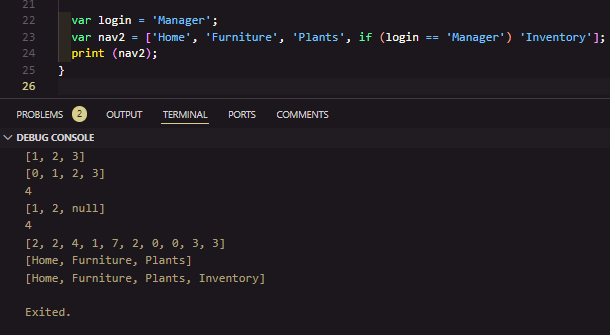 21
22 var login = 'Manager';
23 var nav2 = ['Home', 'Furniture', 'Plants', if (login == 'Manager') 'Inventory'];
24 print (nav2);
25 }
26
PROBLEMS 2 OUTPUT TERMINAL PORTS COMMENTS
DEBUG CONSOLE
[1, 2, 3]
[0, 1, 2, 3]
4
[1, 2, null]
4
[2, 2, 4, 1, 7, 2, 0, 0, 3, 3]
[Home, Furniture, Plants]
[Home, Furniture, Plants, Inventory]
Exited.